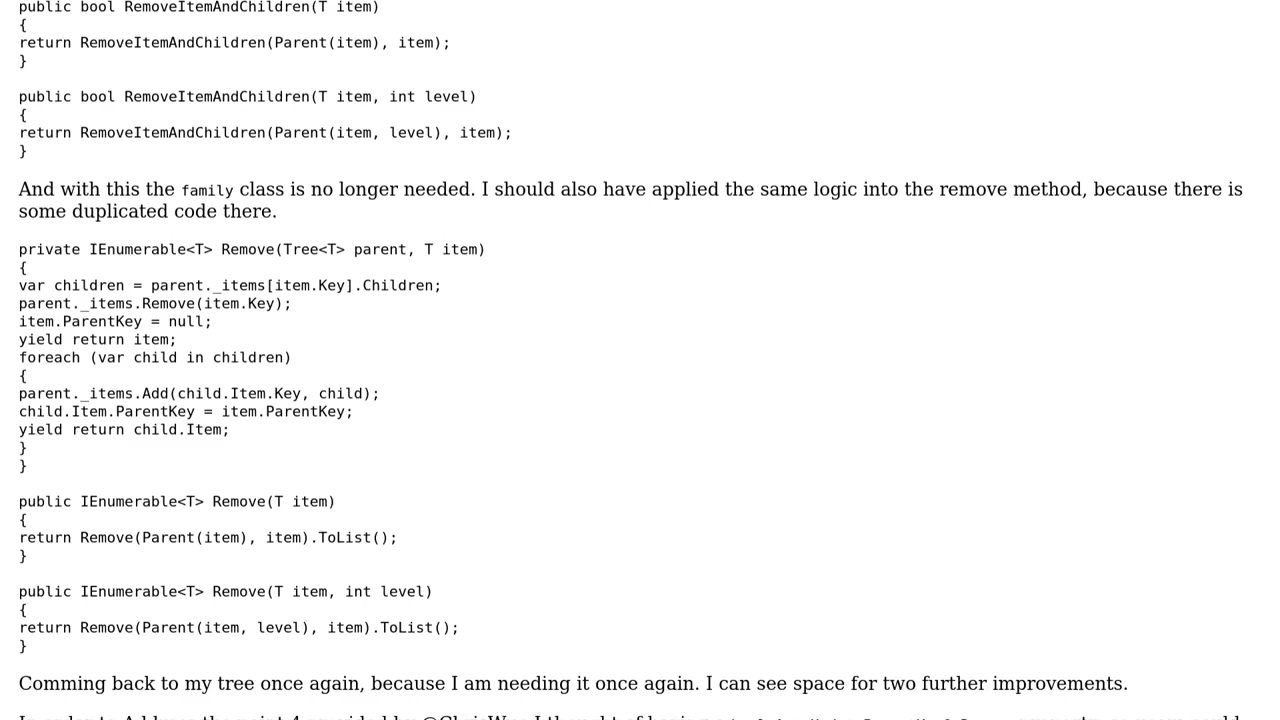 public bool RemoveItemAndChildren(T item)
{
return RemoveItemAndChildren(Parent(item), item);
}
public bool RemoveItemAndChildren(T item, int level)
{
return RemoveItemAndChildren(Parent(item, level), item);
}
And with this the family class is no longer needed. I should also have applied the same logic into the remove method, because there is
some duplicated code there.
private IEnumerable<T> Remove(Tree<T> parent, T item)
{
var children = parent._items[item.Key].Children;
parent._items.Remove(item.Key);
item.ParentKey = null;
yield return item;
foreach (var child in children)
{
parent._items.Add(child.Item.Key, child);
child.Item.ParentKey = item.ParentKey;
yield return child.Item;
}
}
public IEnumerable<T> Remove(T item)
{
return Remove(Parent(item), item).ToList();
}
public IEnumerable<T> Remove(T item, int level)
{
return Remove(Parent(item, level), item).ToList();
}
Comming back to my tree once again, because I am needing it once again. I can see space for two further improvements.